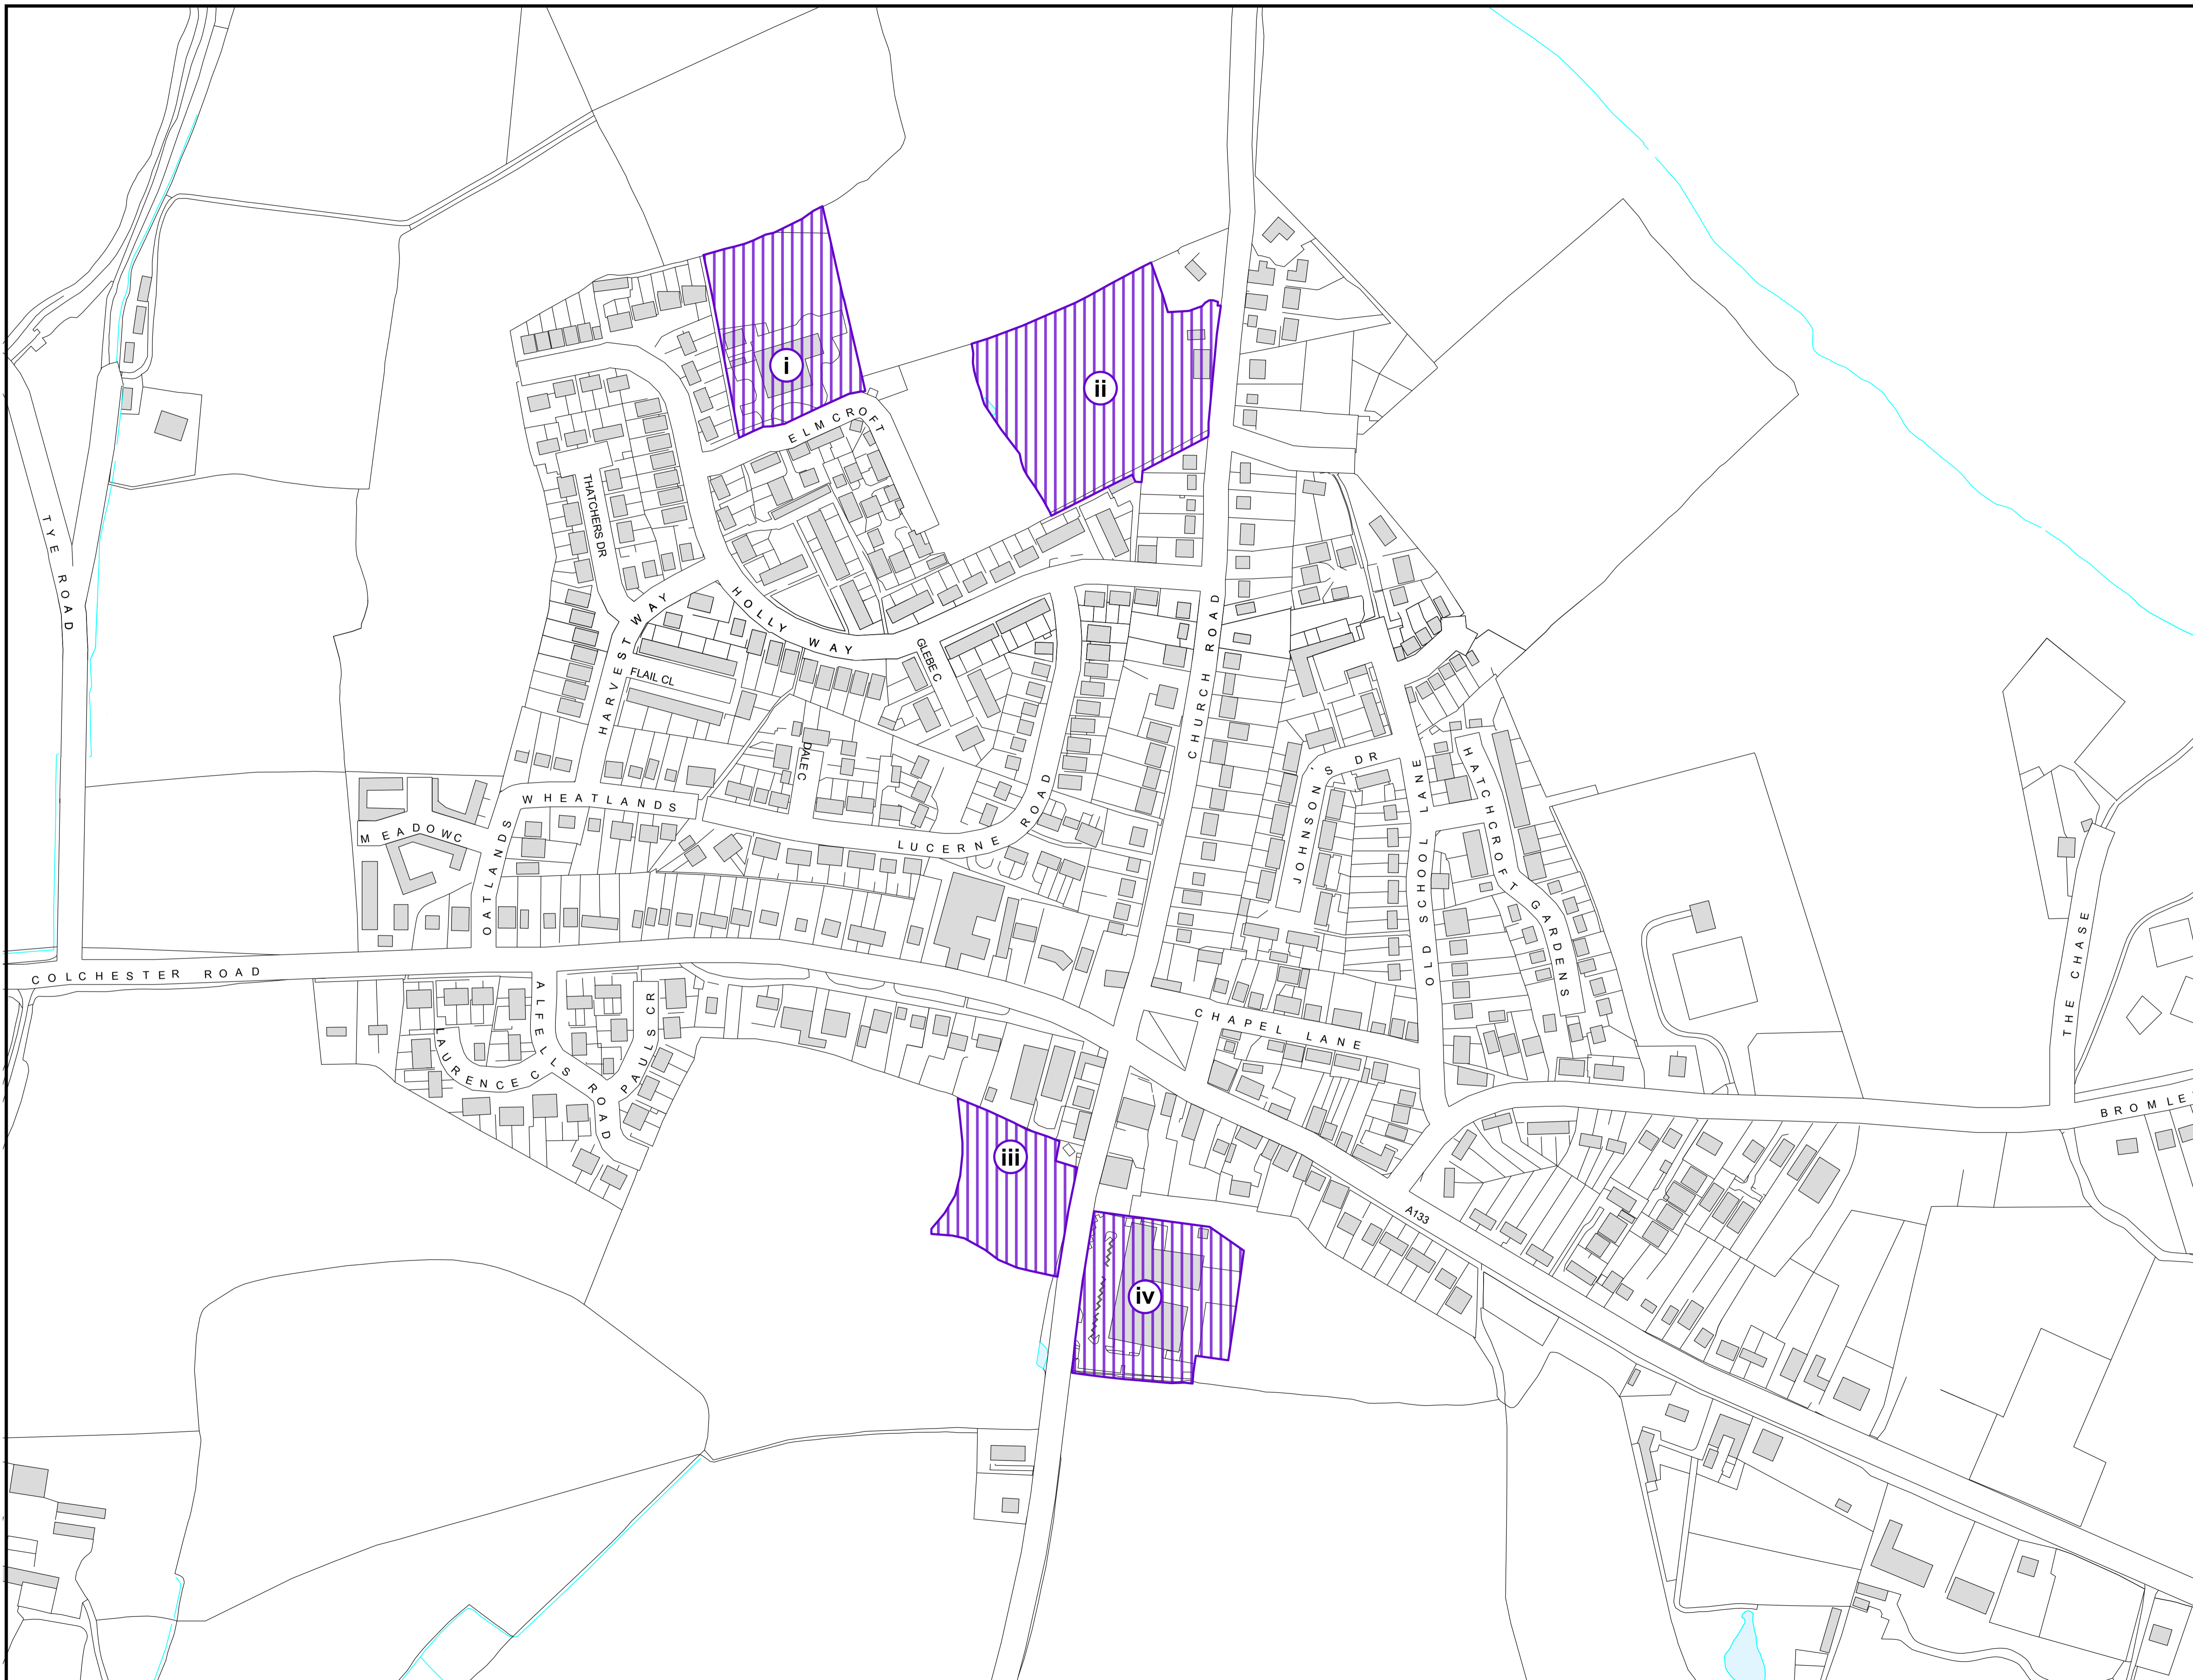 i
ii
ELMCROFT
THATCHERS DR
TYE ROAD
HOLLY WAY
HARVEST WAY
GLEBE C
FLAIL CL
CHURCH ROAD
DALE C
JOHNSON'S DR
HATCHCROFT GARDENS
WHEATLANDS
MEADOWC
OATLANDS
LUCERNE ROAD
OLD SCHOOL LANE
THE CHASE
COLCHESTER ROAD
ALFELLS ROAD
LAURENCE C
PAULS CR
CHAPEL LANE
BROMLE
iii
A133
iv